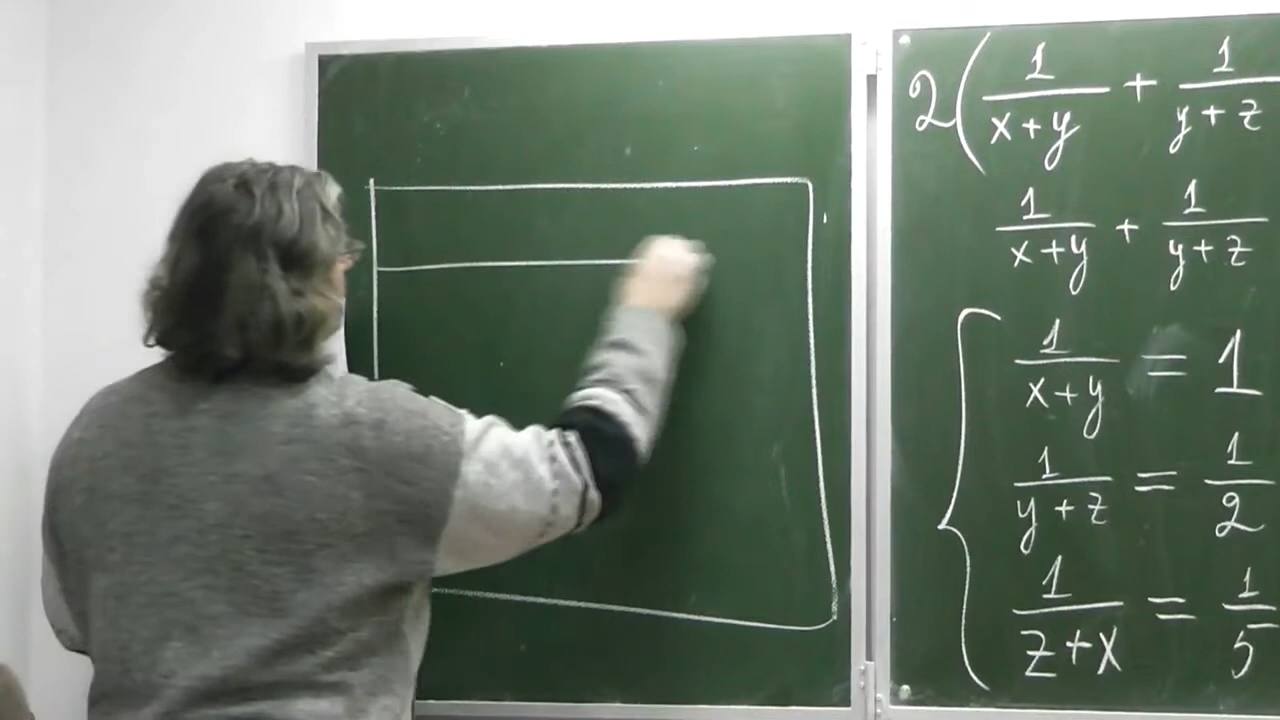 2(1/(x+y) + 1/(y+z)
1/(x+y) + 1/(y+z)
{ 1/(x+y) = 1
1/(y+z) = 1/2
1/(z+x) = 1/5